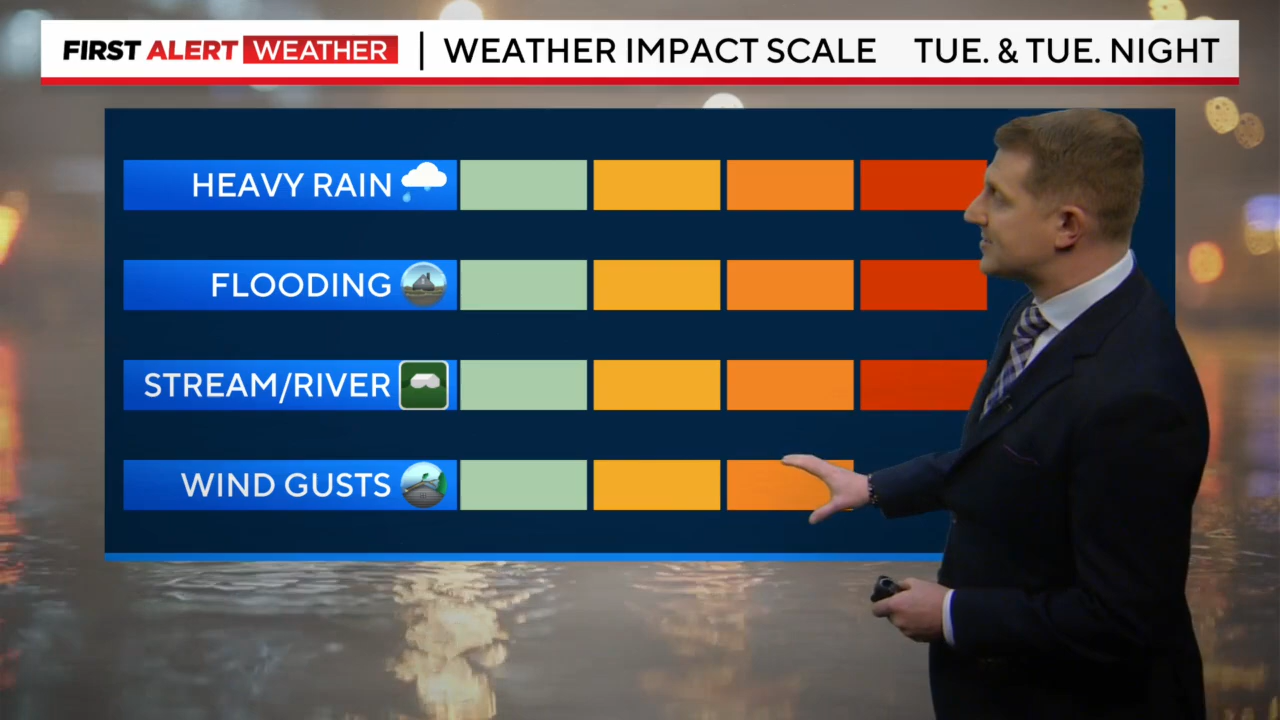 FIRST ALERT WEATHER | WEATHER IMPACT SCALE TUE. & TUE. NIGHT
HEAVY RAIN
FLOODING
STREAM/RIVER
WIND GUSTS